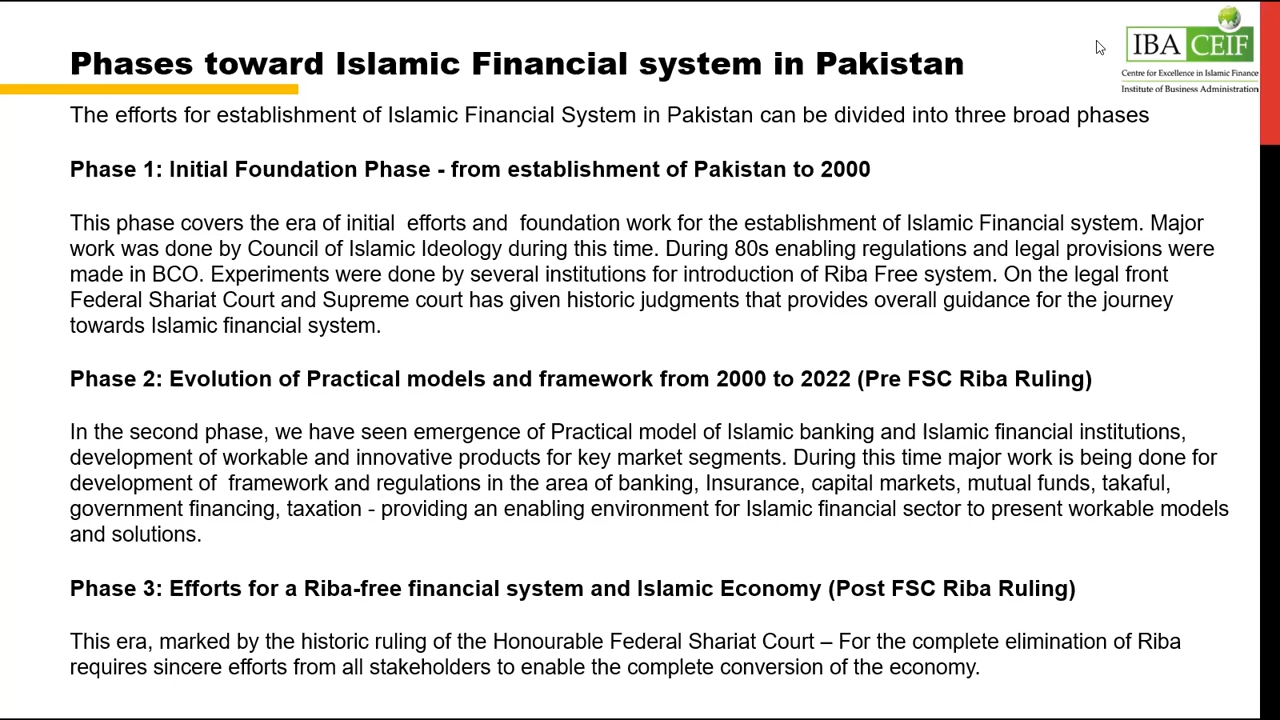 IBA CEIF
Centre for Excellence in Islamic Finance
Institute of Business Administration
Phases toward Islamic Financial system in Pakistan
The efforts for establishment of Islamic Financial System in Pakistan can be divided into three broad phases
Phase 1: Initial Foundation Phase - from establishment of Pakistan to 2000
This phase covers the era of initial  efforts and  foundation work for the establishment of Islamic Financial system. Major
work was done by Council of Islamic Ideology during this time. During 80s enabling regulations and legal provisions were
made in BCO. Experiments were done by several institutions for introduction of Riba Free system. On the legal front
Federal Shariat Court and Supreme court has given historic judgments that provides overall guidance for the journey
towards Islamic financial system.
Phase 2: Evolution of Practical models and framework from 2000 to 2022 (Pre FSC Riba Ruling)
In the second phase, we have seen emergence of Practical model of Islamic banking and Islamic financial institutions,
development of workable and innovative products for key market segments. During this time major work is being done for
development of  framework and regulations in the area of banking, Insurance, capital markets, mutual funds, takaful,
government financing, taxation - providing an enabling environment for Islamic financial sector to present workable models
and solutions.
Phase 3: Efforts for a Riba-free financial system and Islamic Economy (Post FSC Riba Ruling)
This era, marked by the historic ruling of the Honourable Federal Shariat Court – For the complete elimination of Riba
requires sincere efforts from all stakeholders to enable the complete conversion of the economy.